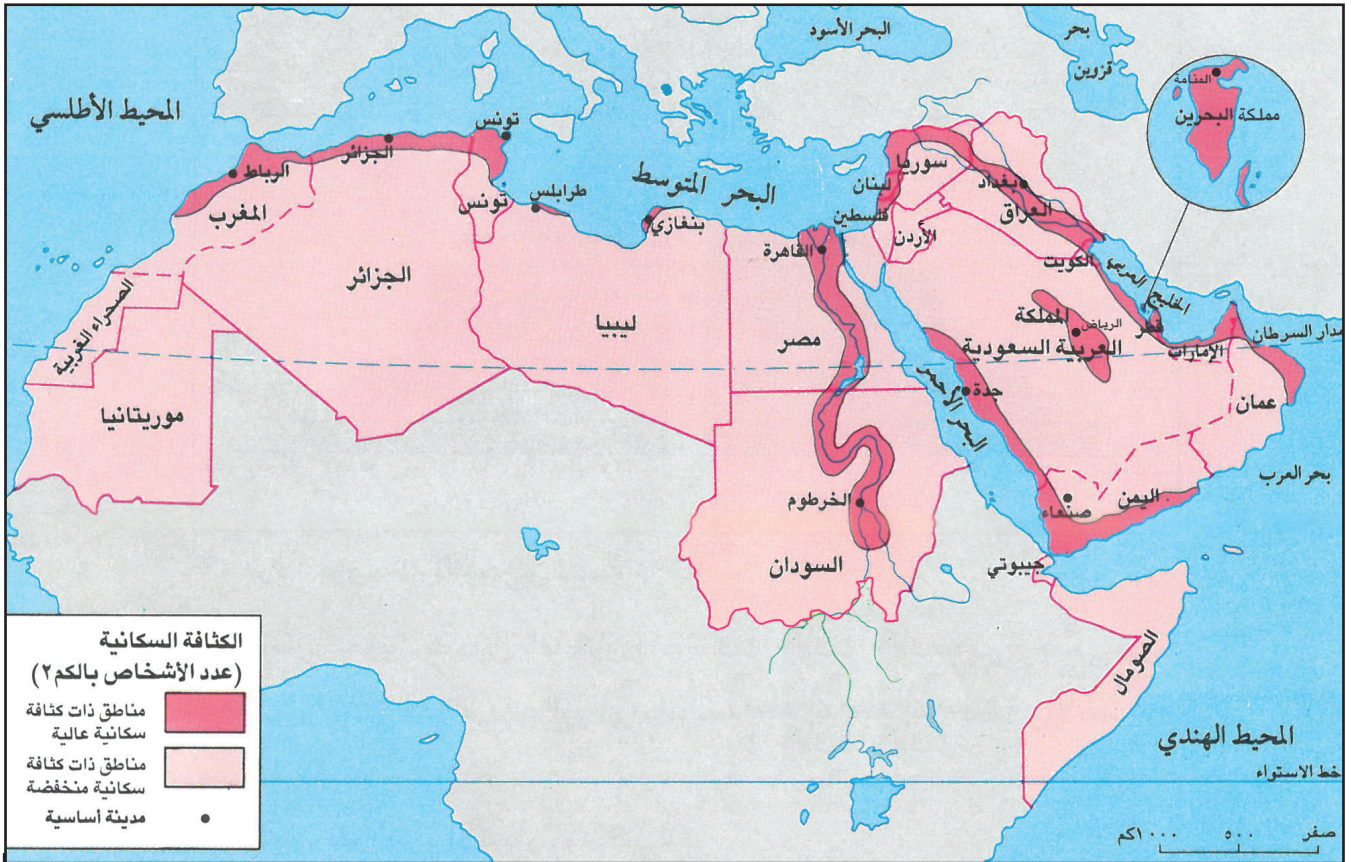 البحر الأسود
بحر
قزوين
المنامة
مملكة البحرين
المحيط الأطلسي
تونس
الجزائر
الرباط
المغرب
تونس
طرابلس
بنغازي
البحر المتوسط
سوريا
لبنان
فلسطين
الأردن
بغداد
العراق
الكويت
الخليج العربي
القاهرة
الجزائر
ليبيا
مصر
الصحراء الغربية
موريتانيا
المملكة
الرياض
العربية السعودية
قطر
الإمارات
مدار السرطان
عمان
جدة
البحر الأحمر
بحر العرب
اليمن
صنعاء
الخرطوم
السودان
جيبوتي
الصومال
المحيط الهندي
خط الاستواء
الكثافة السكانية
(عدد الأشخاص بالكم٢)
مناطق ذات كثافة
سكانية عالية
مناطق ذات كثافة
سكانية منخفضة
مدينة أساسية
صفر ٥٠٠ ١٠٠٠كم